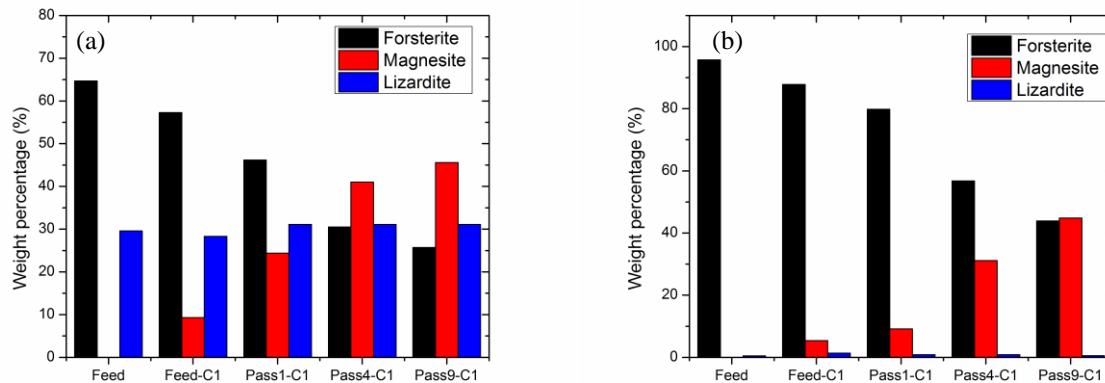 (a)
Forsterite
Magnesite
Lizardite
Weight percentage (%)
80
70
60
50
40
30
20
10
0
Feed Feed-C1 Pass1-C1 Pass4-C1 Pass9-C1
(b)
Forsterite
Magnesite
Lizardite
Weight percentage (%)
100
80
60
40
20
0
Feed Feed-C1 Pass1-C1 Pass4-C1 Pass9-C1